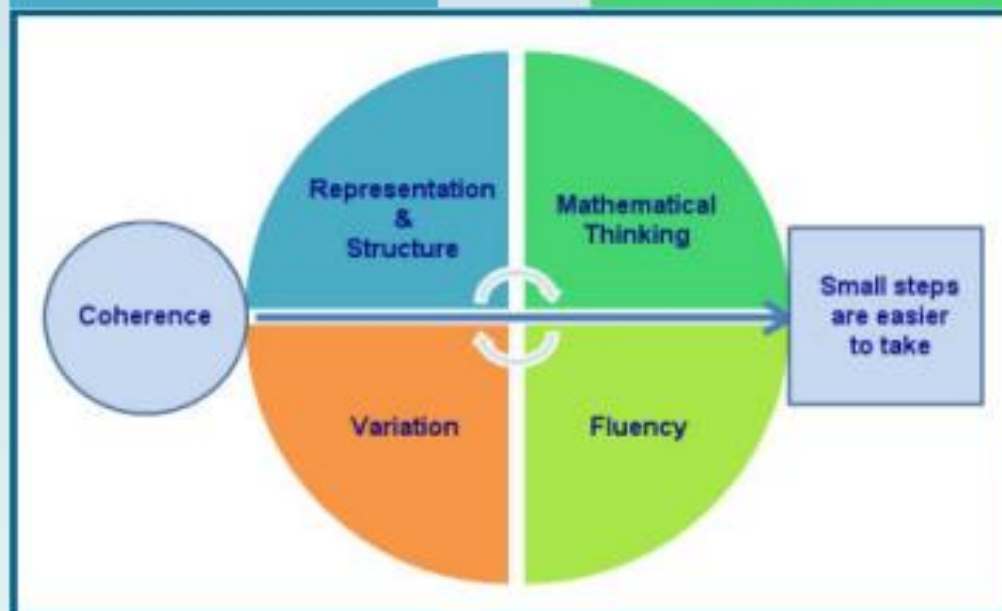 Representation
&
Structure
Mathematical
Thinking
Coherence
Small steps
are easier
to take
Variation
Fluency